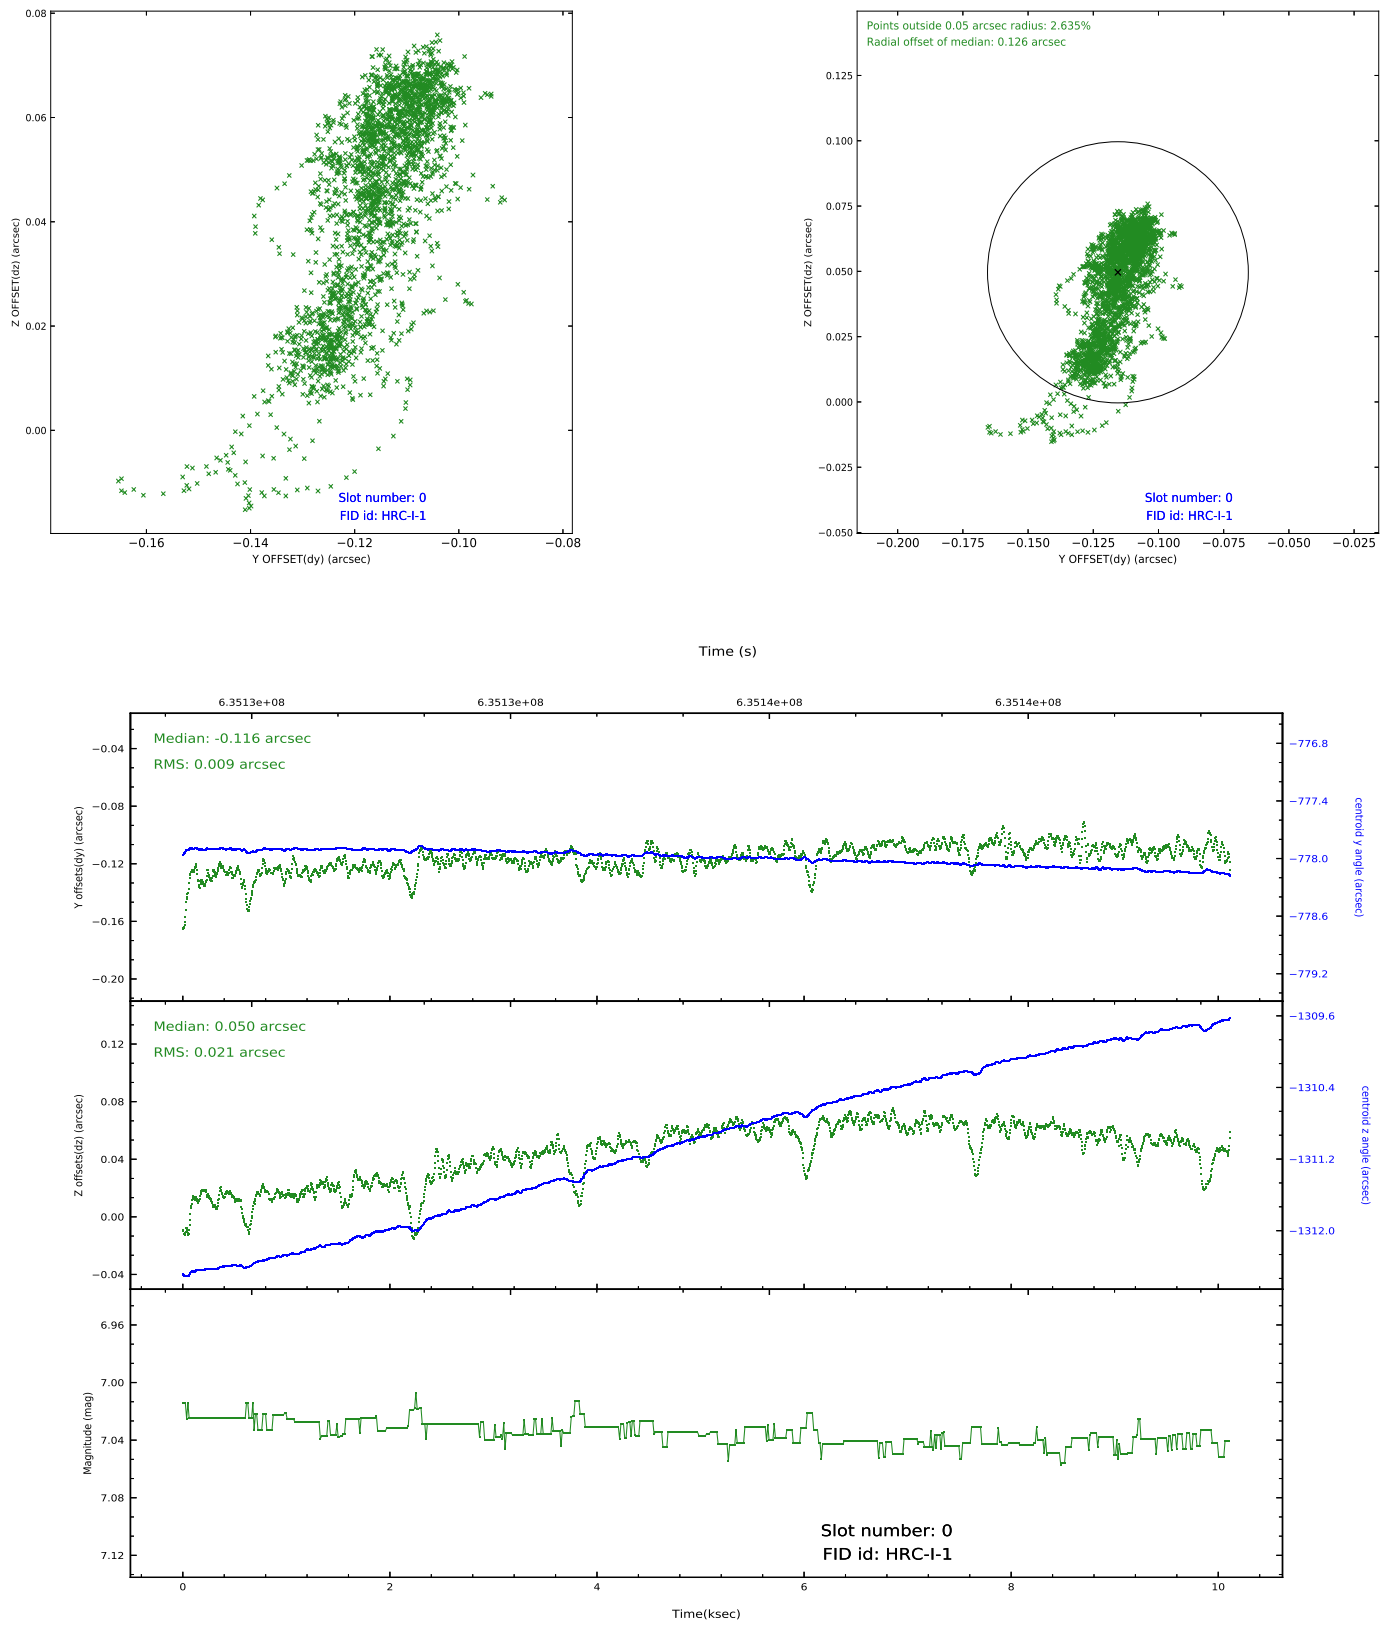 0.08
0.06
0.04
0.02
0.00
Z OFFSET(dz) (arcsec)
Slot number: 0
FID id: HRC-I-1
−0.16 −0.14 −0.12 −0.10 −0.08
Y OFFSET(dy) (arcsec)
Points outside 0.05 arcsec radius: 2.635%
Radial offset of median: 0.126 arcsec
0.125
0.100
0.075
0.050
0.025
0.000
−0.025
−0.050
Z OFFSET(dz) (arcsec)
Slot number: 0
FID id: HRC-I-1
−0.200 −0.175 −0.150 −0.125 −0.100 −0.075 −0.050 −0.025
Y OFFSET(dy) (arcsec)
Time (s)
6.3513e+08 6.3513e+08 6.3514e+08 6.3514e+08
Median: -0.116 arcsec
RMS: 0.009 arcsec
−0.04
−0.08
−0.12
−0.16
−0.20
Y offsets(dy) (arcsec)
−776.8
−777.4
−778.0
−778.6
−779.2
centroid y angle (arcsec)
Median: 0.050 arcsec
RMS: 0.021 arcsec
0.12
0.08
0.04
0.00
−0.04
Z offsets(dz) (arcsec)
−1309.6
−1310.4
−1311.2
−1312.0
centroid z angle (arcsec)
6.96
7.00
7.04
7.08
7.12
Magnitude (mag)
Slot number: 0
FID id: HRC-I-1
0 2 4 6 8 10
Time(ksec)